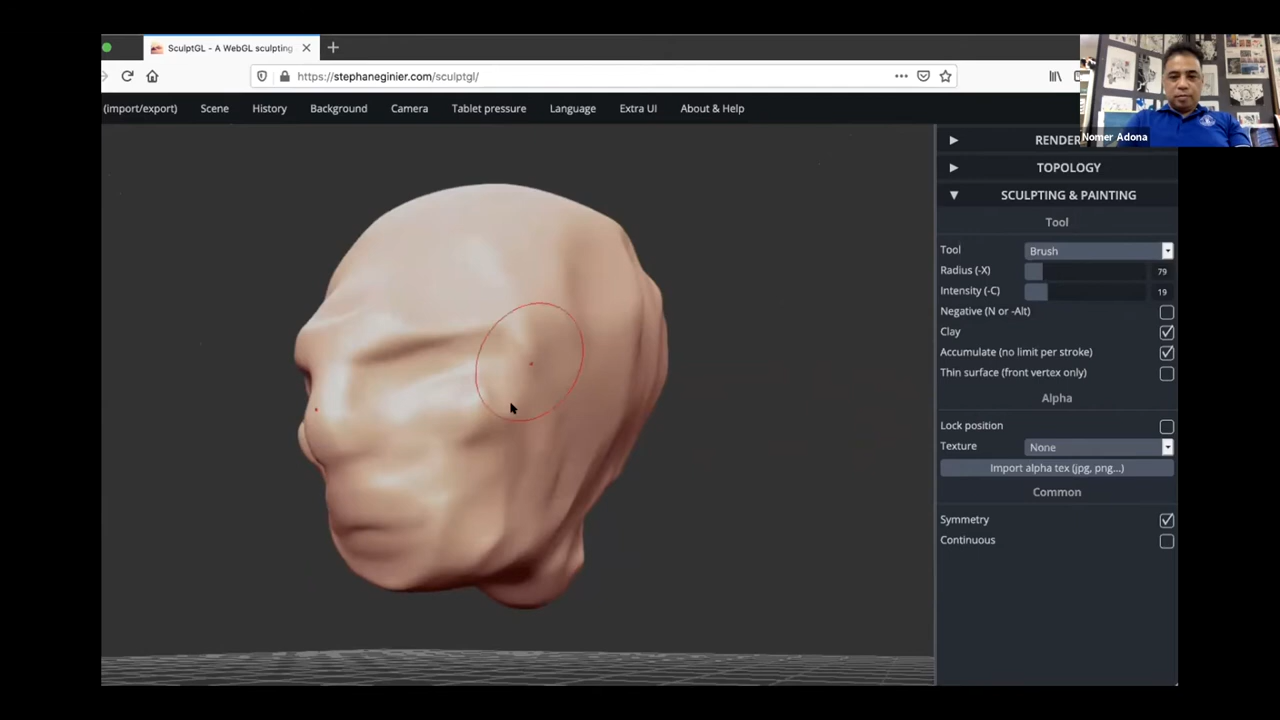 SculptGL - A WebGL sculpting
https://stephaneginier.com/sculptgl/
(import/export) Scene History Background Camera Tablet pressure Language Extra UI About & Help
Nomer Adona
RENDER
TOPOLOGY
SCULPTING & PAINTING
Tool
Tool Brush
Radius (-X) 79
Intensity (-C) 19
Negative (N or -Alt)
Clay
Accumulate (no limit per stroke)
Thin surface (front vertex only)
Alpha
Lock position
Texture None
Import alpha tex (jpg, png...)
Common
Symmetry
Continuous